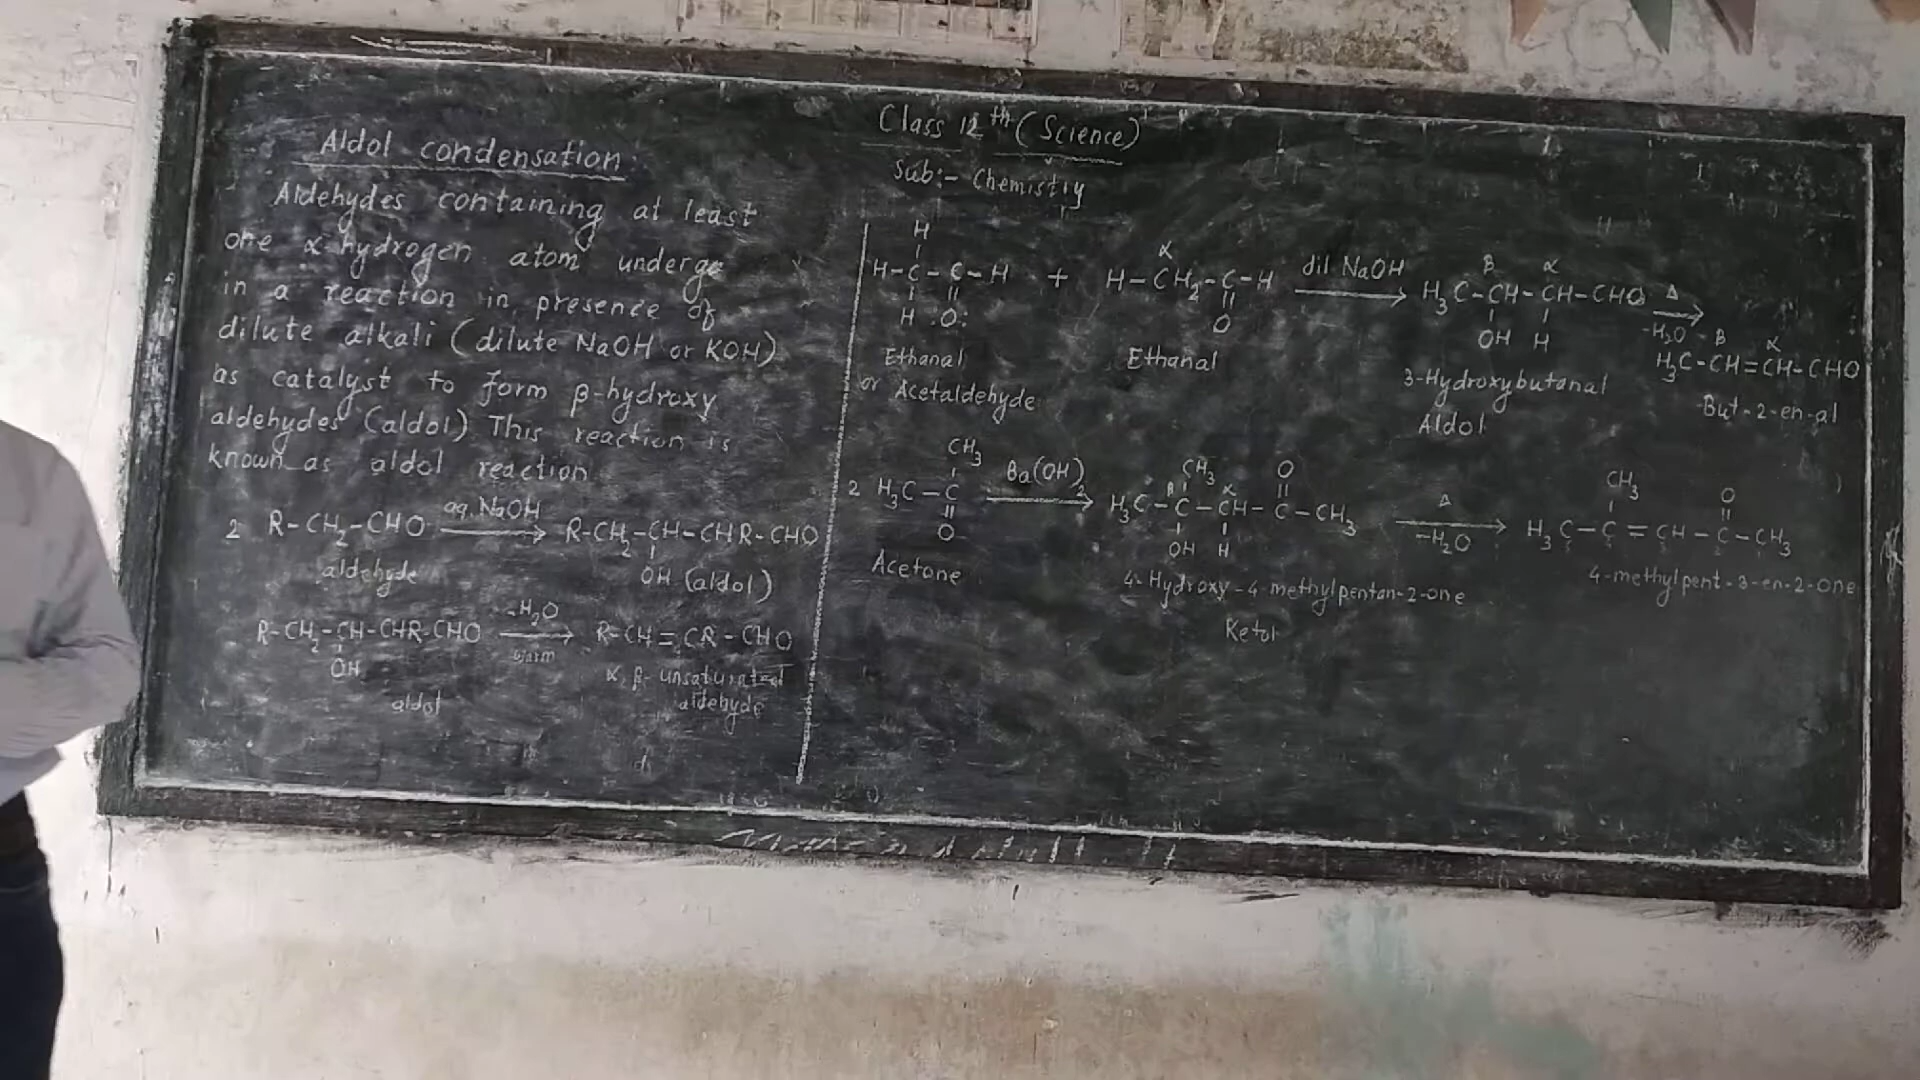 Class 12th (Science)
Sub:- Chemistry
Aldol condensation
Aldehydes containing at least
one α-hydrogen atom undergo
in a reaction in presence of
dilute alkali (dilute NaOH or KOH)
as catalyst to form β-hydroxy
aldehydes (aldol) This reaction is
known as aldol reaction
aq. NaOH
2 R-CH2-CHO → R-CH2-CH-CHR-CHO
OH (aldol)
aldehyde
-H2O
R-CH2-CH-CHR-CHO → R-CH=CR-CHO
warm
OH
α, β- unsaturated
aldol aldehyde
H
α β α
H-C-C-H + H-CH2-C-H dil NaOH → H3C-CH-CH-CHO Δ →
H :O: O OH H -H2O
β α
H3C-CH=CH-CHO
Ethanal Ethanal
or Acetaldehyde
3-Hydroxybutanal
Aldol
But-2-en-al
CH3 CH3 O CH3 O
2 H3C-C Ba(OH)2 → H3C-C-CH-C-CH3 Δ → H3C-C=CH-C-CH3
β α
O OH H -H2O
Acetone
4-Hydroxy-4-methylpentan-2-one
Ketol
4-methylpent-3-en-2-one